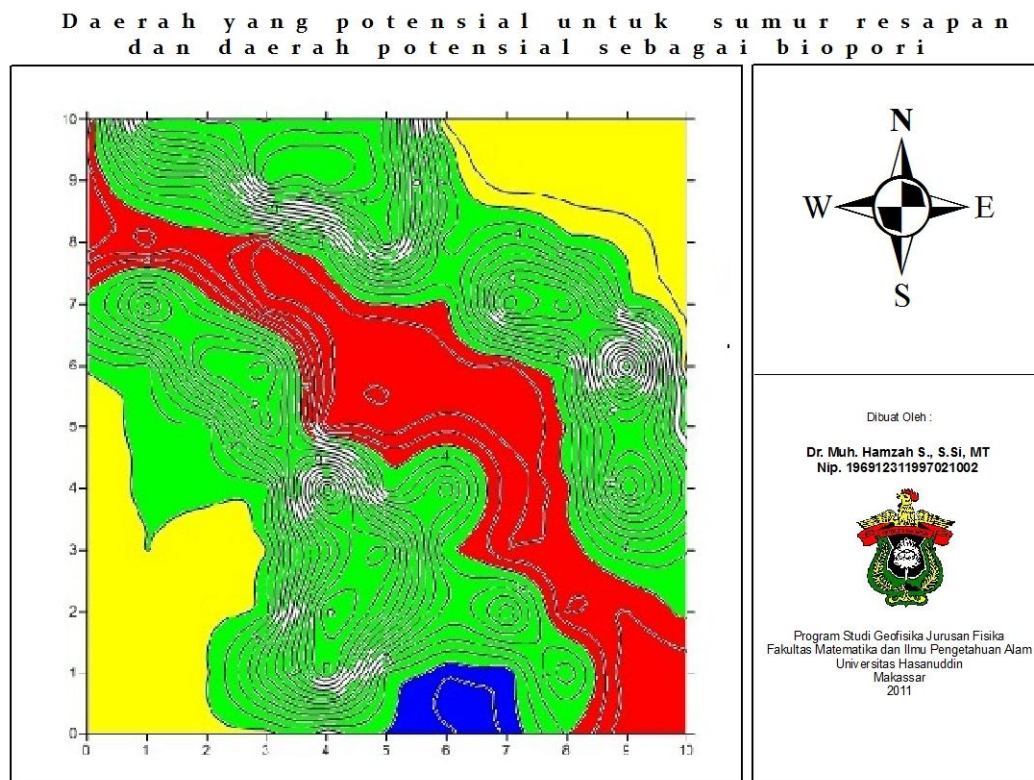 Daerah yang potensial untuk sumur resapan
dan daerah potensial sebagai biopori
10
9
8
7
6
5
4
3
2
1
0
0 1 2 3 4 5 6 7 8 9 10
N
W E
S
Dibuat Oleh :
Dr. Muh. Hamzah S., S.Si, MT
Nip. 196912311997021002
Program Studi Geofisika Jurusan Fisika
Fakultas Matematika dan Ilmu Pengetahuan Alam
Universitas Hasanuddin
Makassar
2011